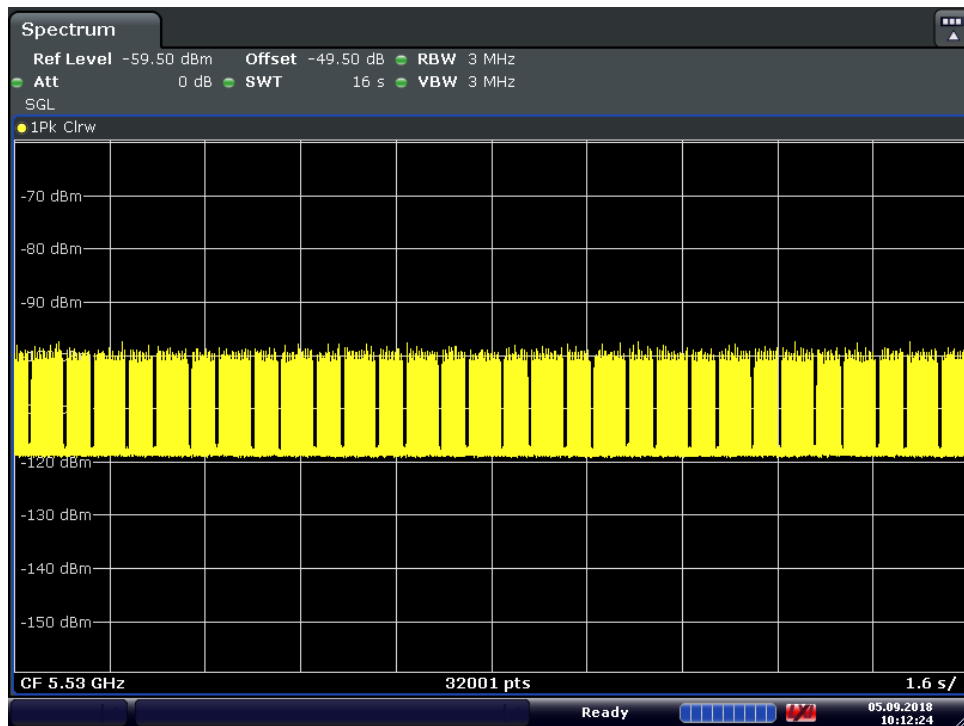 Spectrum
Ref Level -59.50 dBm Offset -49.50 dB RBW 3 MHz
Att 0 dB SWT 16 s VBW 3 MHz
SGL
1Pk Clrw
-70 dBm
-80 dBm
-90 dBm
-120 dBm
-130 dBm
-140 dBm
-150 dBm
CF 5.53 GHz 32001 pts 1.6 s/
Ready 05.09.2018
10:12:24